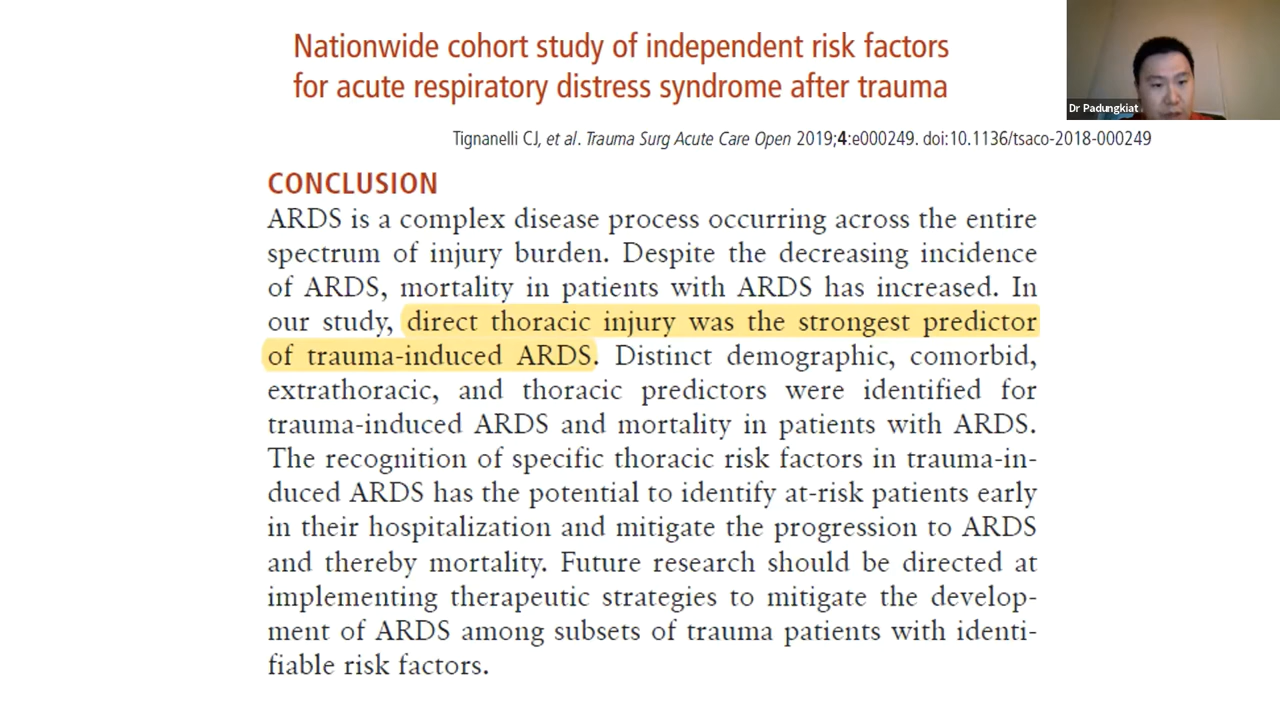 Nationwide cohort study of independent risk factors
for acute respiratory distress syndrome after trauma
Dr Padungkiat
Tignanelli CJ, et al. Trauma Surg Acute Care Open 2019;4:e000249. doi:10.1136/tsaco-2018-000249
CONCLUSION
ARDS is a complex disease process occurring across the entire
spectrum of injury burden. Despite the decreasing incidence
of ARDS, mortality in patients with ARDS has increased. In
our study, direct thoracic injury was the strongest predictor
of trauma-induced ARDS. Distinct demographic, comorbid,
extrathoracic, and thoracic predictors were identified for
trauma-induced ARDS and mortality in patients with ARDS.
The recognition of specific thoracic risk factors in trauma-in-
duced ARDS has the potential to identify at-risk patients early
in their hospitalization and mitigate the progression to ARDS
and thereby mortality. Future research should be directed at
implementing therapeutic strategies to mitigate the develop-
ment of ARDS among subsets of trauma patients with identi-
fiable risk factors.